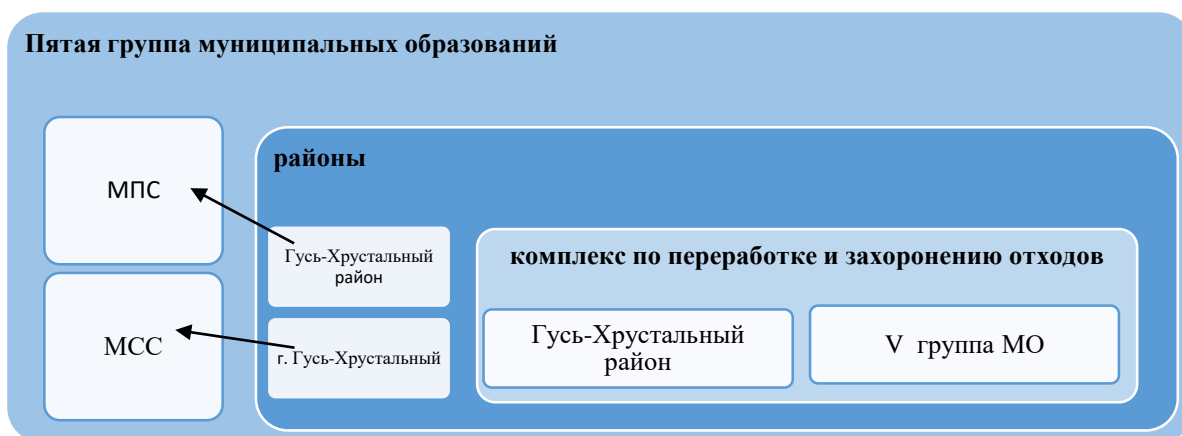 Пятая группа муниципальных образований
МПС
МСС
районы
Гусь-Хрустальный
район
г. Гусь-Хрустальный
комплекс по переработке и захоронению отходов
Гусь-Хрустальный
район
V группа МО